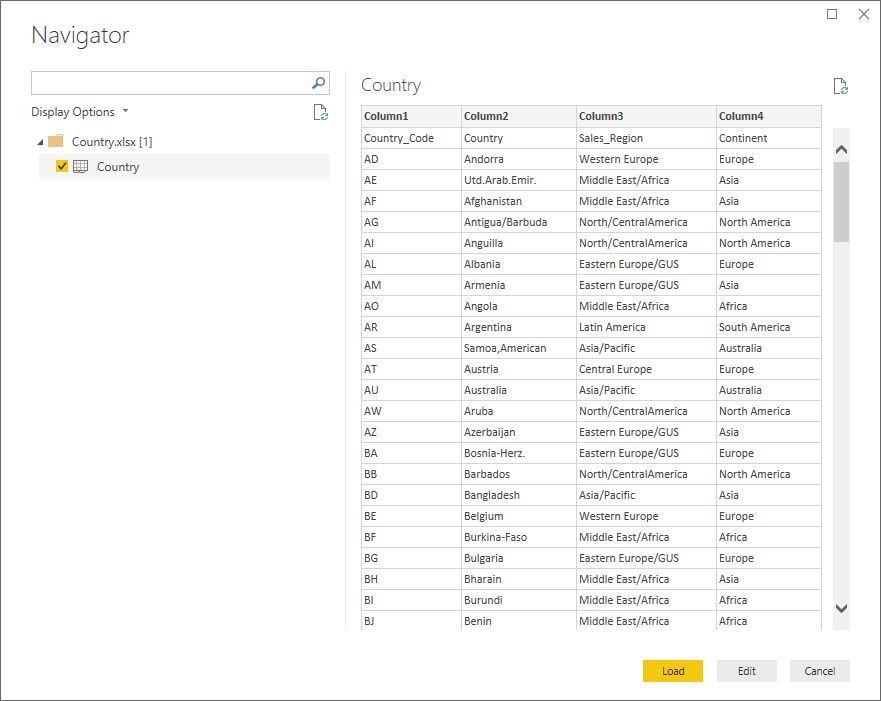 Navigator
Display Options
Country.xlsx [1]
Country
Country
Column1 Column2 Column3 Column4
Country_Code Country Sales_Region Continent
AD Andorra Western Europe Europe
AE Utd.Arab.Emir. Middle East/Africa Asia
AF Afghanistan Middle East/Africa Asia
AG Antigua/Barbuda North/CentralAmerica North America
AI Anguilla North/CentralAmerica North America
AL Albania Eastern Europe/GUS Europe
AM Armenia Eastern Europe/GUS Asia
AO Angola Middle East/Africa Africa
AR Argentina Latin America South America
AS Samoa,American Asia/Pacific Australia
AT Austria Central Europe Europe
AU Australia Asia/Pacific Australia
AW Aruba North/CentralAmerica North America
AZ Azerbaijan Eastern Europe/GUS Asia
BA Bosnia-Herz. Eastern Europe/GUS Europe
BB Barbados North/CentralAmerica North America
BD Bangladesh Asia/Pacific Asia
BE Belgium Western Europe Europe
BF Burkina-Faso Middle East/Africa Africa
BG Bulgaria Eastern Europe/GUS Europe
BH Bharain Middle East/Africa Asia
BI Burundi Middle East/Africa Africa
BJ Benin Middle East/Africa Africa
Load Edit Cancel